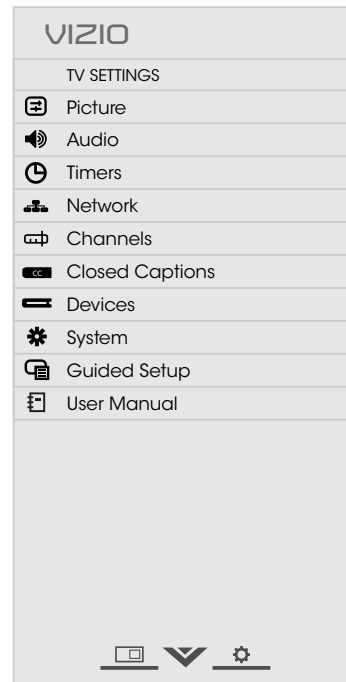 VIZIO
TV SETTINGS
Picture
Audio
Timers
Network
Channels
CC Closed Captions
Devices
System
Guided Setup
User Manual